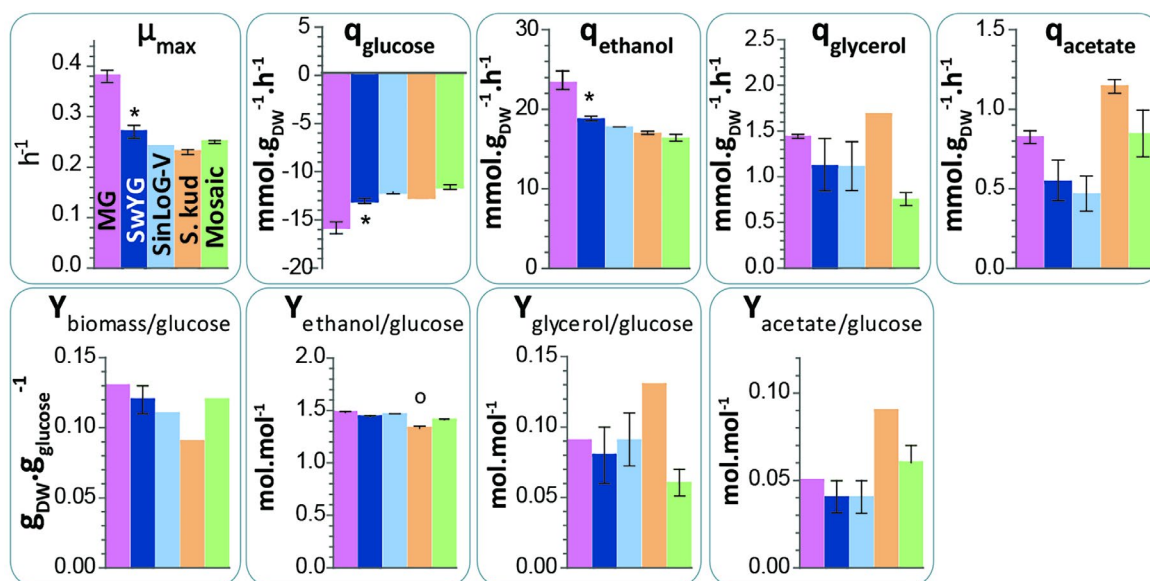 μmax
h-1
0.4
0.3
0.2
0.1
0.0
MG
SwYG
SinLoG-V
S. kud
Mosaic
*
qglucose
mmol.gDW-1.h-1
5
0
-5
-10
-15
-20
*
qethanol
mmol.gDW-1.h-1
30
20
10
0
*
qglycerol
mmol.gDW-1.h-1
2.5
2.0
1.5
1.0
0.5
0.0
qacetate
mmol.gDW-1.h-1
1.5
1.0
0.5
0.0
Ybiomass/glucose
gDW.gglucose-1
0.15
0.10
0.05
0.00
Yethanol/glucose
mol.mol-1
2.0
1.5
1.0
0.5
0.0
o
Yglycerol/glucose
mol.mol-1
0.15
0.10
0.05
0.00
Yacetate/glucose
mol.mol-1
0.10
0.05
0.00